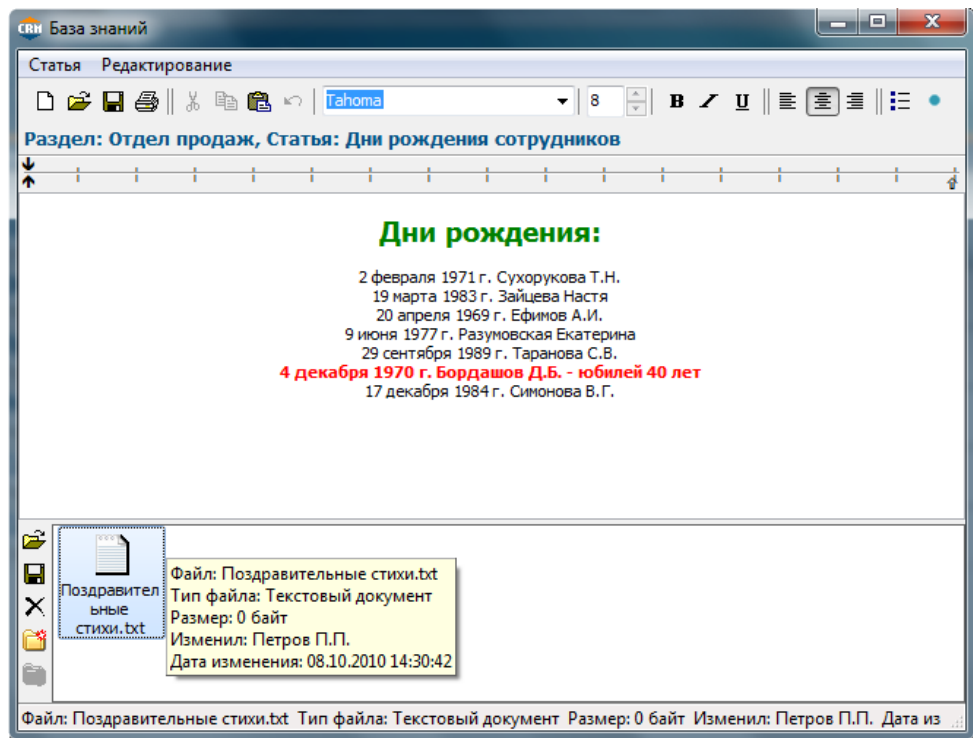 CRM База знаний
Статья Редактирование
Tahoma 8 B I U
Раздел: Отдел продаж, Статья: Дни рождения сотрудников
Дни рождения:
2 февраля 1971 г. Сухорукова Т.Н.
19 марта 1983 г. Зайцева Настя
20 апреля 1969 г. Ефимов А.И.
9 июня 1977 г. Разумовская Екатерина
29 сентября 1989 г. Таранова С.В.
4 декабря 1970 г. Бордашов Д.Б. - юбилей 40 лет
17 декабря 1984 г. Симонова В.Г.
Поздравител
ьные
стихи.txt
Файл: Поздравительные стихи.txt
Тип файла: Текстовый документ
Размер: 0 байт
Изменил: Петров П.П.
Дата изменения: 08.10.2010 14:30:42
Файл: Поздравительные стихи.txt Тип файла: Текстовый документ Размер: 0 байт Изменил: Петров П.П. Дата из